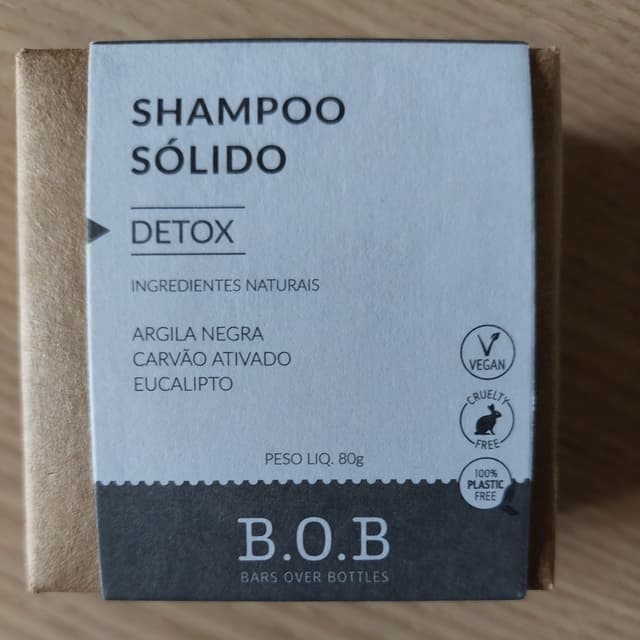 SHAMPOO
SÓLIDO
DETOX
INGREDIENTES NATURAIS
ARGILA NEGRA
CARVÃO ATIVADO
EUCALIPTO
VEGAN
CRUELTY
FREE
100%
PLASTIC
FREE
PESO LIQ. 80g
B.O.B
BARS OVER BOTTLES